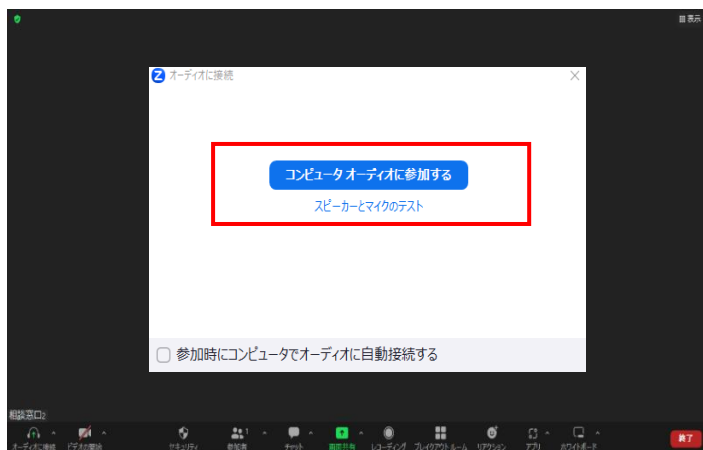 表示
Z オーディオに接続
コンピュータ オーディオに参加する
スピーカーとマイクのテスト
参加時にコンピュータでオーディオに自動接続する
相談窓口2
オーディオに接続 ビデオの開始 セキュリティ 参加者 1 チャット 画面共有 レコーディング ブレイクアウト ルーム リアクション アプリ ホワイトボード 終了